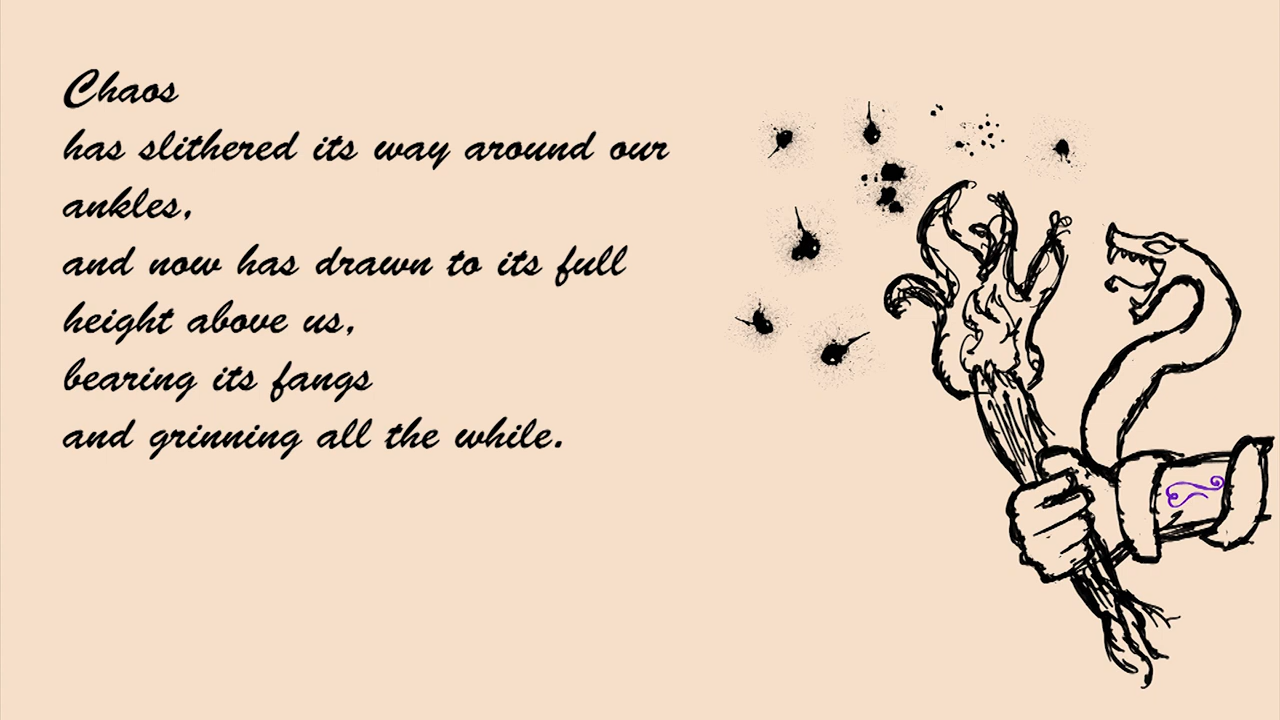 Chaos
has slithered its way around our
ankles,
and now has drawn to its full
height above us,
bearing its fangs
and grinning all the while.